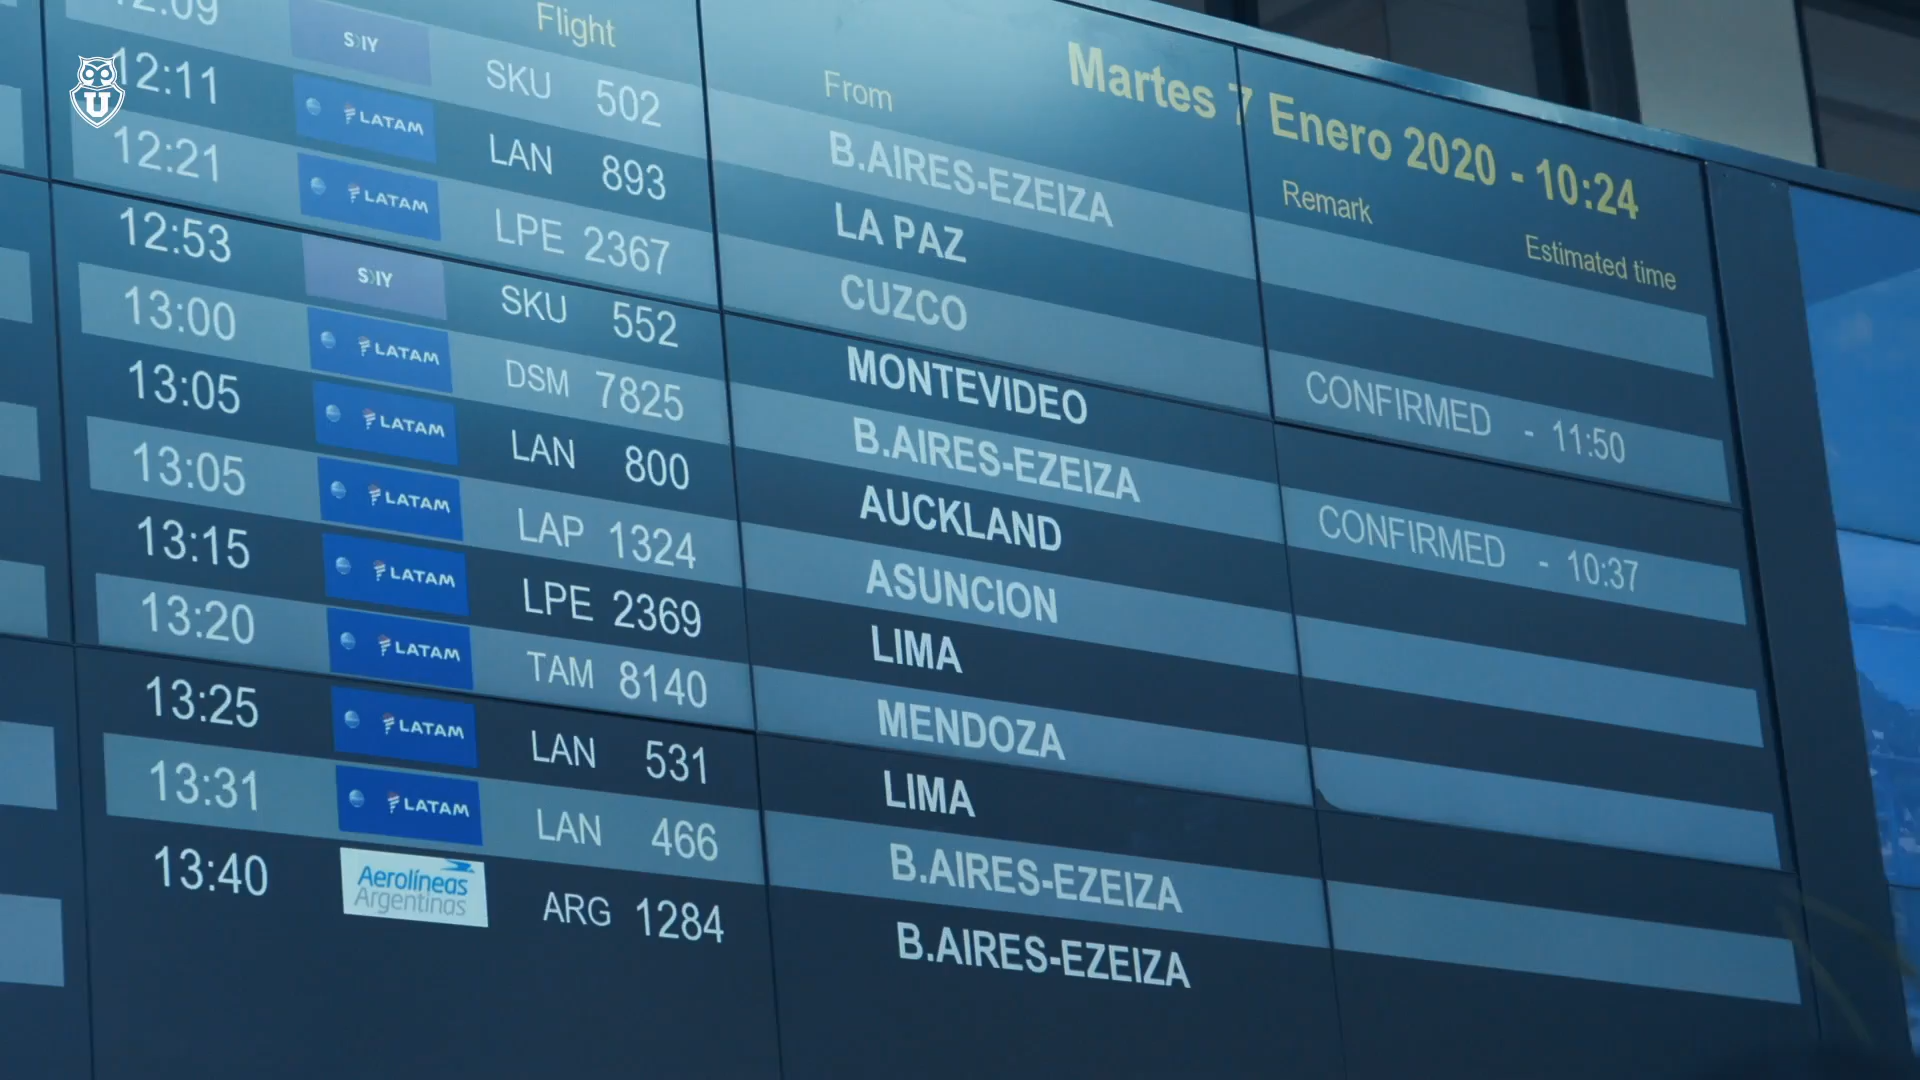 Martes 7 Enero 2020 - 10:24
Flight From Remark Estimated time
12:09 SKY SKU 502 B.AIRES-EZEIZA
12:11 LATAM LAN 893 LA PAZ
12:21 LATAM LPE 2367 CUZCO CONFIRMED - 11:50
12:53 SKY SKU 552 MONTEVIDEO
13:00 LATAM DSM 7825 B.AIRES-EZEIZA CONFIRMED - 10:37
13:05 LATAM LAN 800 AUCKLAND
13:05 LATAM LAP 1324 ASUNCION
13:15 LATAM LPE 2369 LIMA
13:20 LATAM TAM 8140 MENDOZA
13:25 LATAM LAN 531 LIMA
13:31 LATAM LAN 466 B.AIRES-EZEIZA
13:40 Aerolíneas Argentinas ARG 1284 B.AIRES-EZEIZA
U